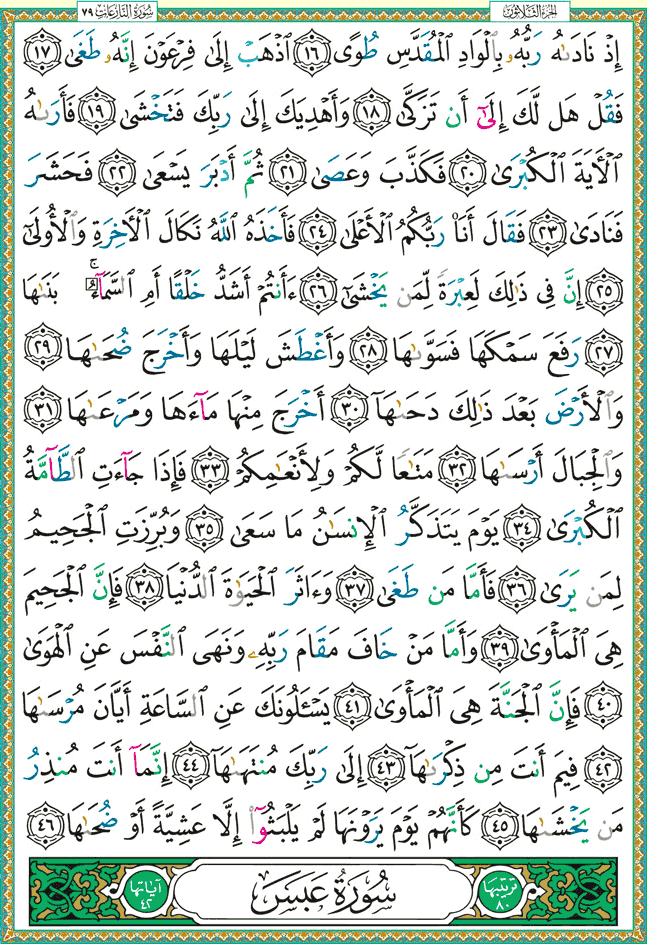 الجزء الثلاثون سورة النازعات ٧٩
إِذْ نَادَىٰهُ رَبُّهُۥ بِٱلْوَادِ ٱلْمُقَدَّسِ طُوًى ١٦ ٱذْهَبْ إِلَىٰ فِرْعَوْنَ إِنَّهُۥ طَغَىٰ ١٧
فَقُلْ هَل لَّكَ إِلَىٰٓ أَن تَزَكَّىٰ ١٨ وَأَهْدِيَكَ إِلَىٰ رَبِّكَ فَتَخْشَىٰ ١٩ فَأَرَىٰهُ
ٱلْأٓيَةَ ٱلْكُبْرَىٰ ٢٠ فَكَذَّبَ وَعَصَىٰ ٢١ ثُمَّ أَدْبَرَ يَسْعَىٰ ٢٢ فَحَشَرَ
فَنَادَىٰ ٢٣ فَقَالَ أَنَا۠ رَبُّكُمُ ٱلْأَعْلَىٰ ٢٤ فَأَخَذَهُ ٱللَّهُ نَكَالَ ٱلْأٓخِرَةِ وَٱلْأُولَىٰٓ
٢٥ إِنَّ فِى ذَٰلِكَ لَعِبْرَةً لِّمَن يَخْشَىٰٓ ٢٦ ءَأَنتُمْ أَشَدُّ خَلْقًا أَمِ ٱلسَّمَآءُ ۚ بَنَىٰهَا
٢٧ رَفَعَ سَمْكَهَا فَسَوَّىٰهَا ٢٨ وَأَغْطَشَ لَيْلَهَا وَأَخْرَجَ ضُحَىٰهَا ٢٩
وَٱلْأَرْضَ بَعْدَ ذَٰلِكَ دَحَىٰهَآ ٣٠ أَخْرَجَ مِنْهَا مَآءَهَا وَمَرْعَىٰهَا ٣١
وَٱلْجِبَالَ أَرْسَىٰهَا ٣٢ مَتَٰعًا لَّكُمْ وَلِأَنْعَٰمِكُمْ ٣٣ فَإِذَا جَآءَتِ ٱلطَّآمَّةُ
ٱلْكُبْرَىٰ ٣٤ يَوْمَ يَتَذَكَّرُ ٱلْإِنسَٰنُ مَا سَعَىٰ ٣٥ وَبُرِّزَتِ ٱلْجَحِيمُ
لِمَن يَرَىٰ ٣٦ فَأَمَّا مَن طَغَىٰ ٣٧ وَءَاثَرَ ٱلْحَيَوٰةَ ٱلدُّنْيَا ٣٨ فَإِنَّ ٱلْجَحِيمَ
هِىَ ٱلْمَأْوَىٰ ٣٩ وَأَمَّا مَنْ خَافَ مَقَامَ رَبِّهِۦ وَنَهَى ٱلنَّفْسَ عَنِ ٱلْهَوَىٰ
٤٠ فَإِنَّ ٱلْجَنَّةَ هِىَ ٱلْمَأْوَىٰ ٤١ يَسْـَٔلُونَكَ عَنِ ٱلسَّاعَةِ أَيَّانَ مُرْسَىٰهَا
٤٢ فِيمَ أَنتَ مِن ذِكْرَىٰهَآ ٤٣ إِلَىٰ رَبِّكَ مُنتَهَىٰهَآ ٤٤ إِنَّمَآ أَنتَ مُنذِرُ
مَن يَخْشَىٰهَا ٤٥ كَأَنَّهُمْ يَوْمَ يَرَوْنَهَا لَمْ يَلْبَثُوٓا۟ إِلَّا عَشِيَّةً أَوْ ضُحَىٰهَا ٤٦
ترتيبها ٨٠ سُورَةُ عَبَسَ آياتها ٤٢